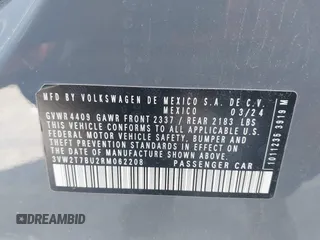 MFD BY VOLKSWAGEN DE MEXICO S.A. DE C.V.
MEXICO 03/24
GVWR 4409 GAWR FRONT 2337 / REAR 2183 LBS
THIS VEHICLE CONFORMS TO ALL APPLICABLE U.S.
FEDERAL MOTOR VEHICLE SAFETY, BUMPER, AND
THEFT PREVENTION STANDARDS IN EFFECT ON THE
DATE OF MANUFACTURE SHOWN ABOVE.
3VW2T7BU2RM062208 PASSENGER CAR
1011235 3919 M
DREAMBID